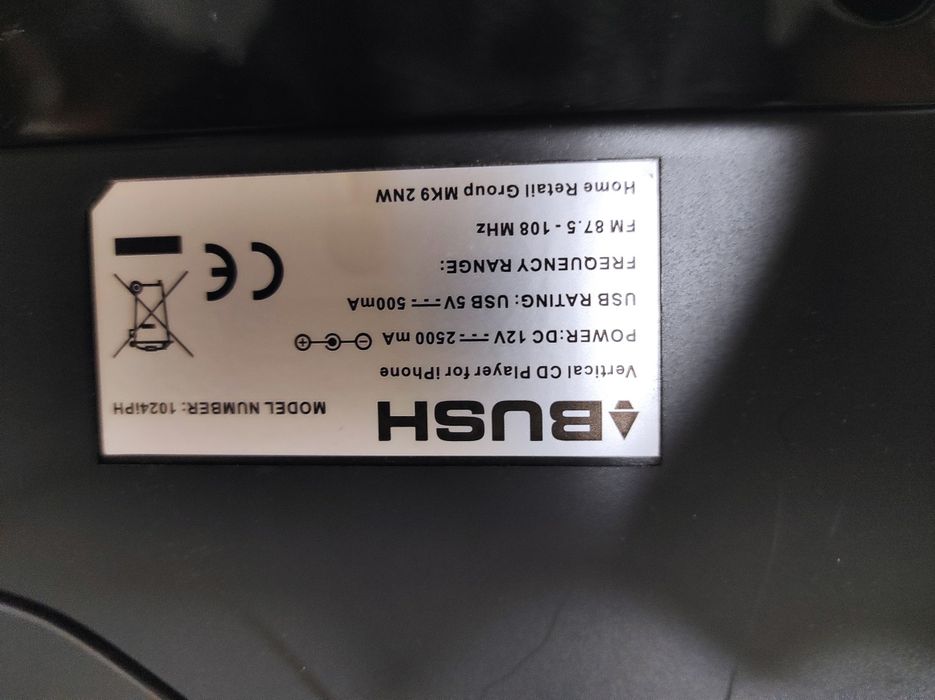 BUSH
MODEL NUMBER: 1024iPH
Vertical CD Player for iPhone
POWER:DC 12V 2500 mA
USB RATING: USB 5V 500mA
FREQUENCY RANGE:
FM 87.5 - 108 MHz
Home Retail Group MK9 2NW
CE